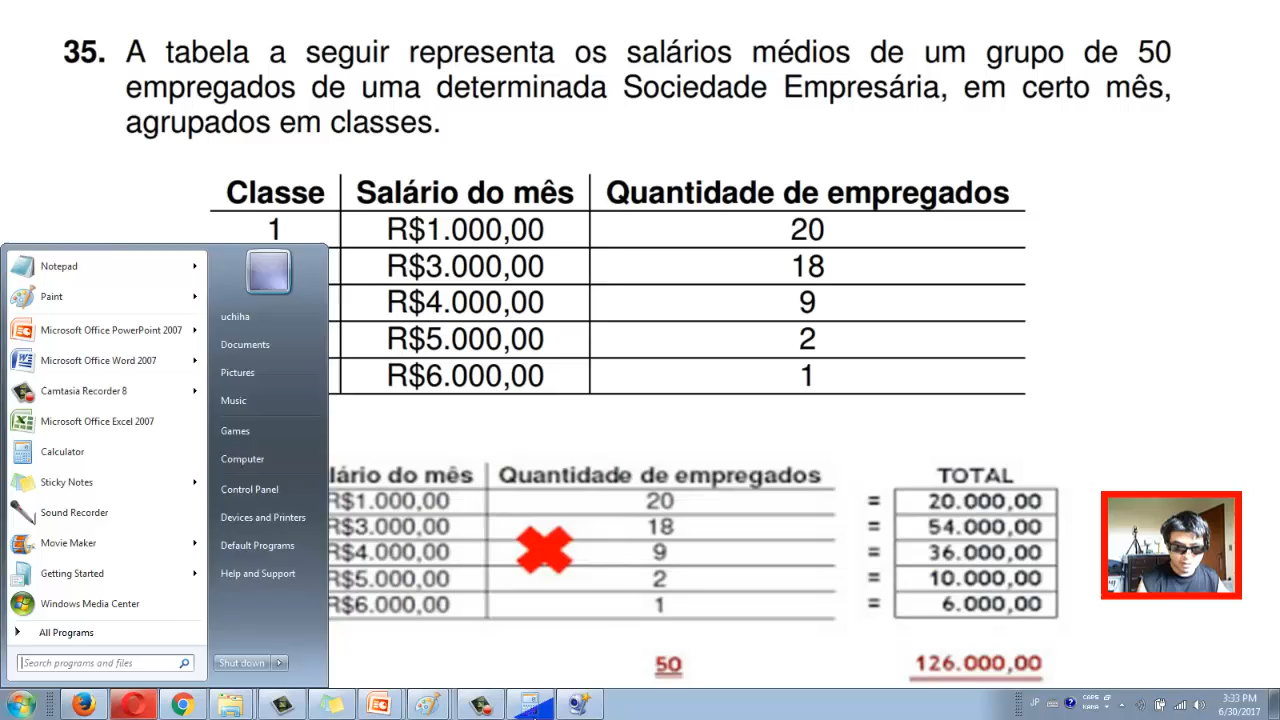 35. A tabela a seguir representa os salários médios de um grupo de 50
empregados de uma determinada Sociedade Empresária, em certo mês,
agrupados em classes.
Classe Salário do mês Quantidade de empregados
1 R$1.000,00 20
R$3.000,00 18
R$4.000,00 9
R$5.000,00 2
R$6.000,00 1
Notepad
Paint
Microsoft Office PowerPoint 2007
Microsoft Office Word 2007
Camtasia Recorder 8
Microsoft Office Excel 2007
Calculator
Sticky Notes
Sound Recorder
Movie Maker
Getting Started
Windows Media Center
All Programs
Search programs and files
uchiha
Documents
Pictures
Music
Games
Computer
Control Panel
Devices and Printers
Default Programs
Help and Support
Shut down
lário do mês Quantidade de empregados TOTAL
R$1.000,00 20 = 20.000,00
R$3.000,00 18 = 54.000,00
R$4.000,00 9 = 36.000,00
R$5.000,00 2 = 10.000,00
R$6.000,00 1 = 6.000,00
50 126.000,00
JP CAPS KANA 3:33 PM
6/30/2017